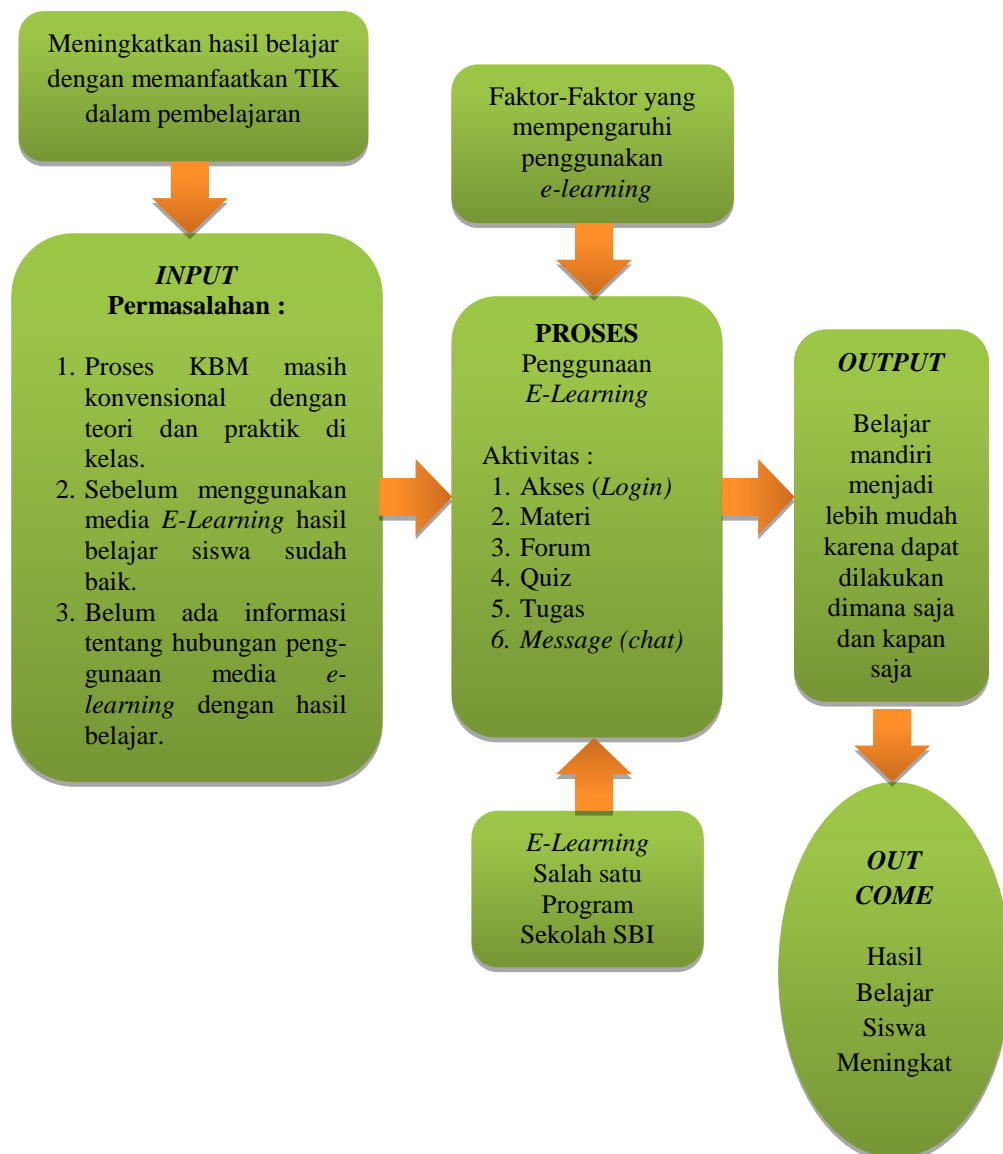 Meningkatkan hasil belajar
dengan memanfaatkan TIK
dalam pembelajaran
Faktor-Faktor yang
mempengaruhi
penggunakan
e-learning
INPUT
Permasalahan :
1. Proses KBM masih
konvensional dengan
teori dan praktik di
kelas.
2. Sebelum menggunakan
media E-Learning hasil
belajar siswa sudah
baik.
3. Belum ada informasi
tentang hubungan peng-
gunaan media e-
learning dengan hasil
belajar.
PROSES
Penggunaan
E-Learning
Aktivitas :
1. Akses (Login)
2. Materi
3. Forum
4. Quiz
5. Tugas
6. Message (chat)
OUTPUT
Belajar
mandiri
menjadi
lebih mudah
karena dapat
dilakukan
dimana saja
dan kapan
saja
E-Learning
Salah satu
Program
Sekolah SBI
OUT
COME
Hasil
Belajar
Siswa
Meningkat